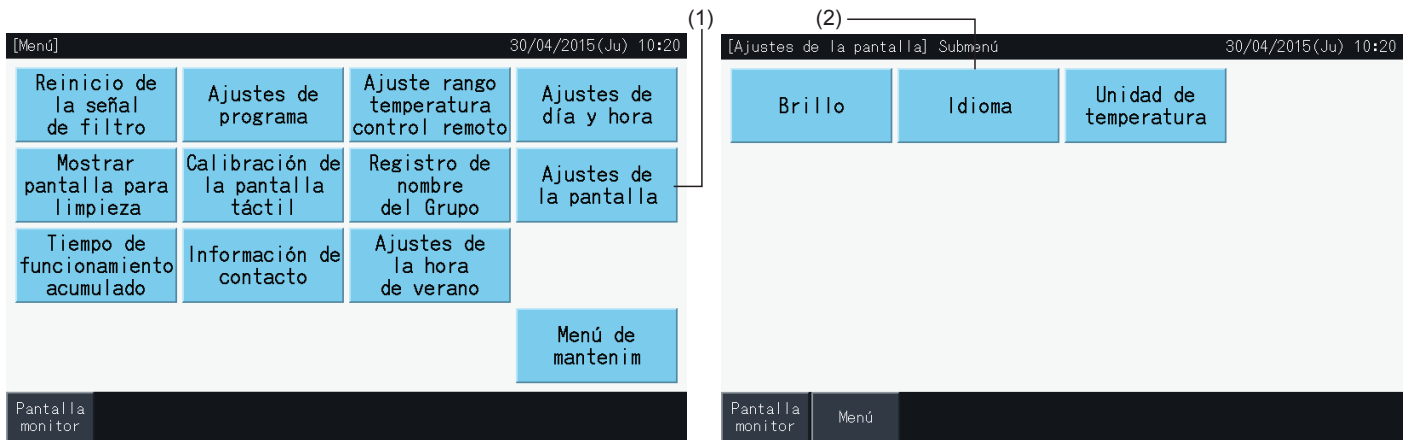 (1)
(2)
[Menú] 30/04/2015(Ju) 10:20
Reinicio de
la señal
de filtro
Ajustes de
programa
Ajuste rango
temperatura
control remoto
Ajustes de
día y hora
Mostrar
pantalla para
limpieza
Calibración de
la pantalla
táctil
Registro de
nombre
del Grupo
Ajustes de
la pantalla
Tiempo de
funcionamiento
acumulado
Información de
contacto
Ajustes de
la hora
de verano
Menú de
mantenim
Pantalla
monitor
[Ajustes de la pantalla] Submenú 30/04/2015(Ju) 10:20
Brillo
Idioma
Unidad de
temperatura
Pantalla
monitor
Menú